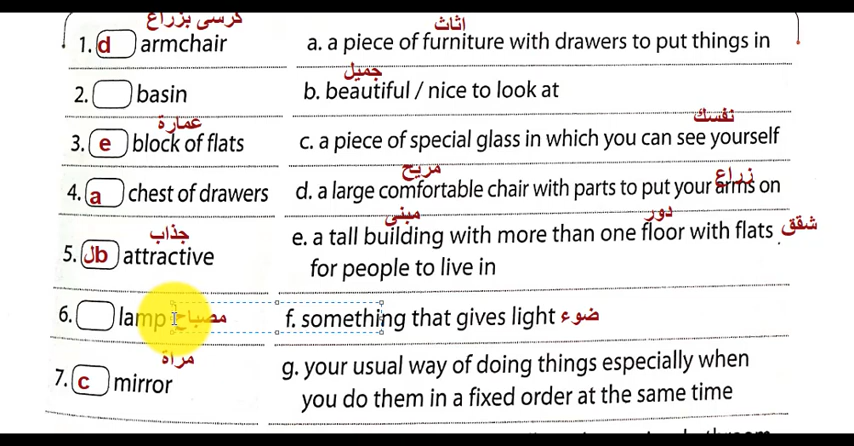 كرسى بزراع
اثاث
1. d armchair a. a piece of furniture with drawers to put things in
جميل
2. basin b. beautiful / nice to look at
عمارة
نفسك
3. e block of flats c. a piece of special glass in which you can see yourself
مريح
زراع
4. a chest of drawers d. a large comfortable chair with parts to put your arms on
جذاب
مبنى
دور
شقق
5. لb attractive e. a tall building with more than one floor with flats
for people to live in
6. lamp مصباح f. something that gives light ضوء
مراة
7. c mirror g. your usual way of doing things especially when
you do them in a fixed order at the same time